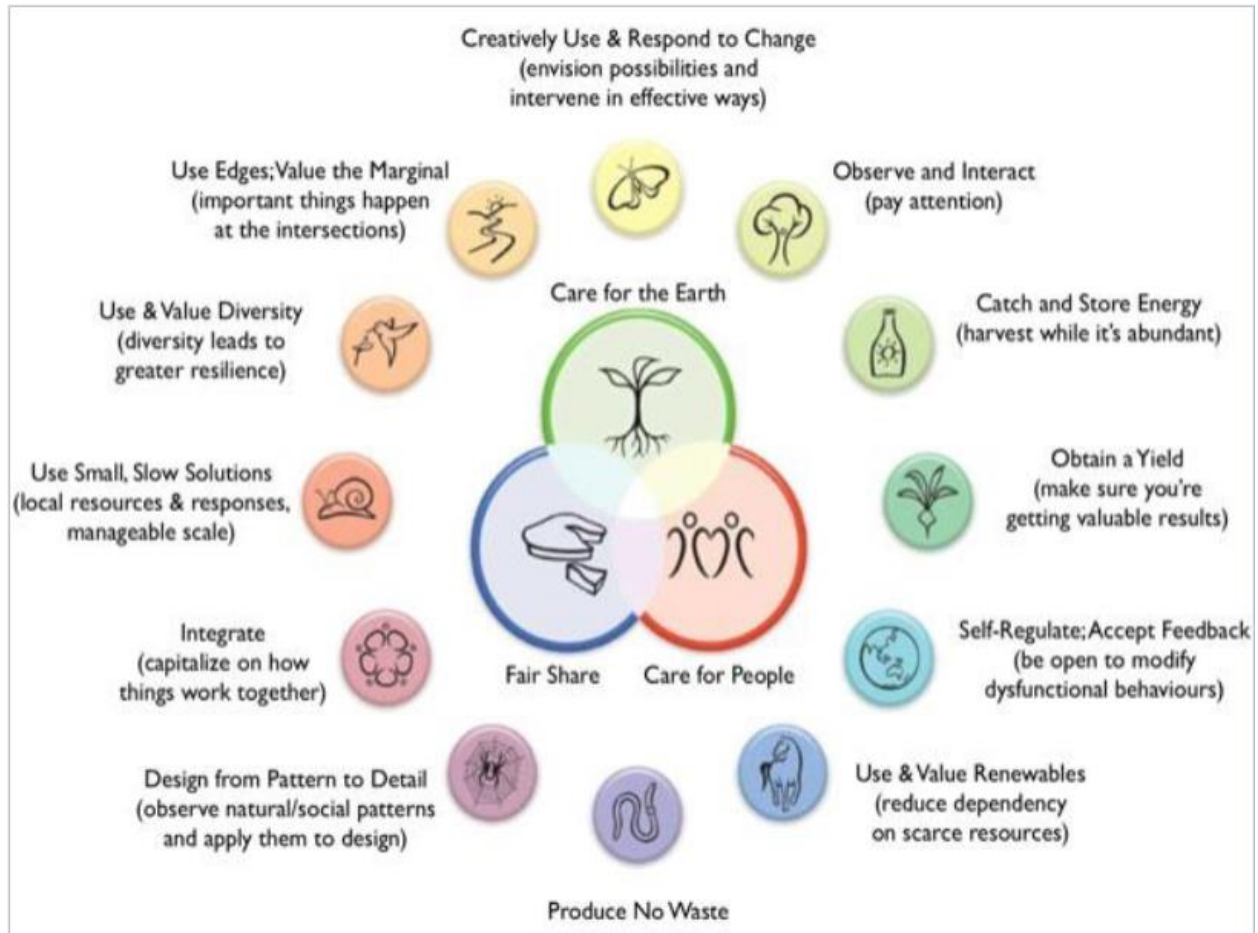 Creatively Use & Respond to Change
(envision possibilities and
intervene in effective ways)
Use Edges; Value the Marginal
(important things happen
at the intersections)
Observe and Interact
(pay attention)
Care for the Earth
Use & Value Diversity
(diversity leads to
greater resilience)
Catch and Store Energy
(harvest while it's abundant)
Use Small, Slow Solutions
(local resources & responses,
manageable scale)
Obtain a Yield
(make sure you're
getting valuable results)
Integrate
(capitalize on how
things work together)
Fair Share
Care for People
Self-Regulate; Accept Feedback
(be open to modify
dysfunctional behaviours)
Design from Pattern to Detail
(observe natural/social patterns
and apply them to design)
Use & Value Renewables
(reduce dependency
on scarce resources)
Produce No Waste